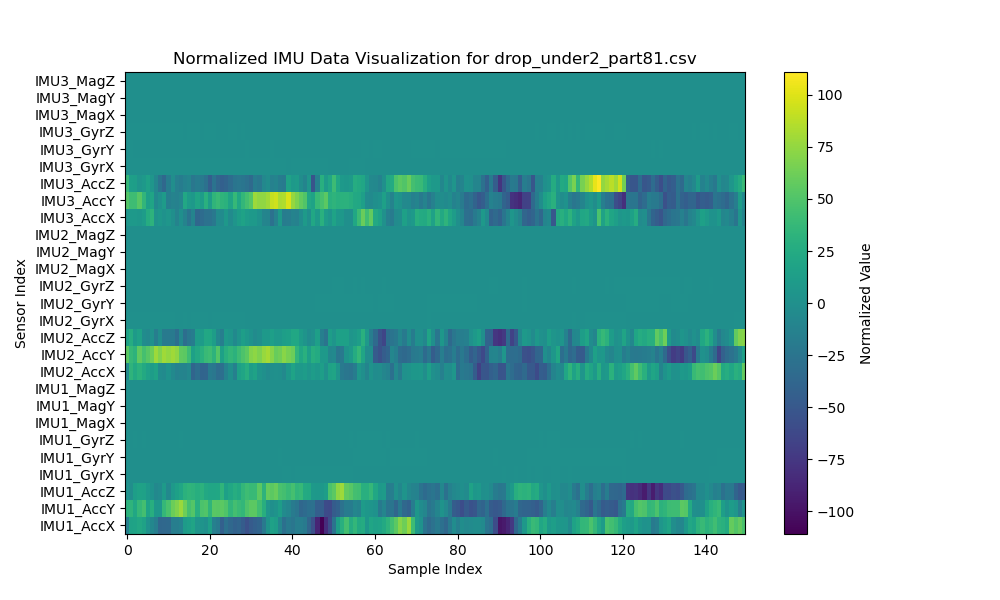 Normalized IMU Data Visualization for drop_under2_part81.csv
IMU3_MagZ
IMU3_MagY
IMU3_MagX
IMU3_GyrZ
IMU3_GyrY
IMU3_GyrX
IMU3_AccZ
IMU3_AccY
IMU3_AccX
IMU2_MagZ
IMU2_MagY
IMU2_MagX
IMU2_GyrZ
IMU2_GyrY
IMU2_GyrX
IMU2_AccZ
IMU2_AccY
IMU2_AccX
IMU1_MagZ
IMU1_MagY
IMU1_MagX
IMU1_GyrZ
IMU1_GyrY
IMU1_GyrX
IMU1_AccZ
IMU1_AccY
IMU1_AccX
Sensor Index
0 20 40 60 80 100 120 140
Sample Index
100
75
50
25
0
−25
−50
−75
−100
Normalized Value